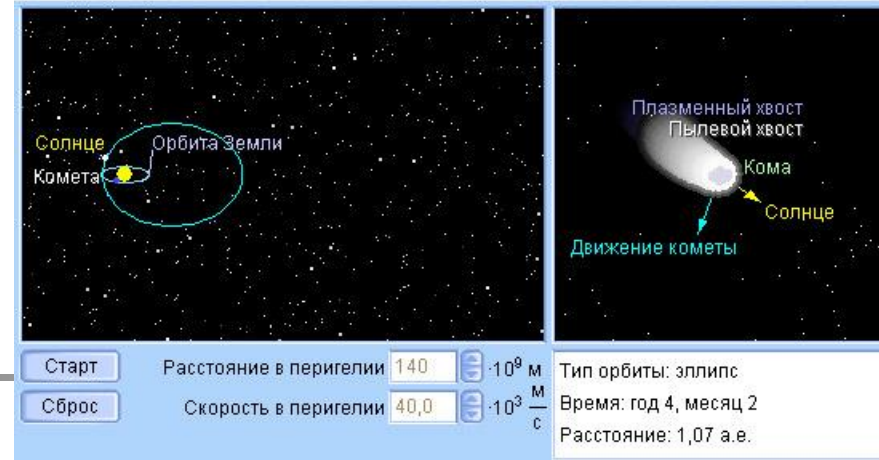 Солнце
Орбита Земли
Комета
Плазменный хвост
Пылевой хвост
Кома
Солнце
Движение кометы
Старт
Расстояние в перигелии 140 ·10⁹ м
Сброс
Скорость в перигелии 40,0 ·10³ м/с
Тип орбиты: эллипс
Время: год 4, месяц 2
Расстояние: 1,07 а.е.